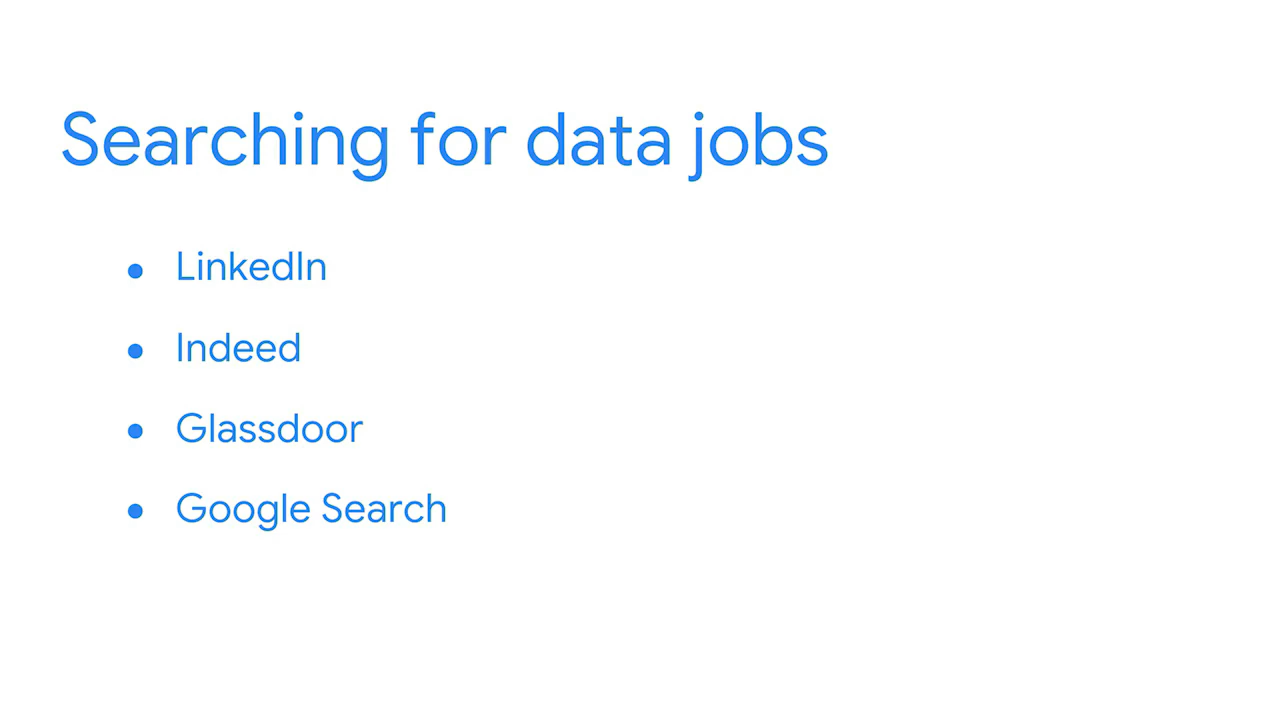 Searching for data jobs
● LinkedIn
● Indeed
● Glassdoor
● Google Search